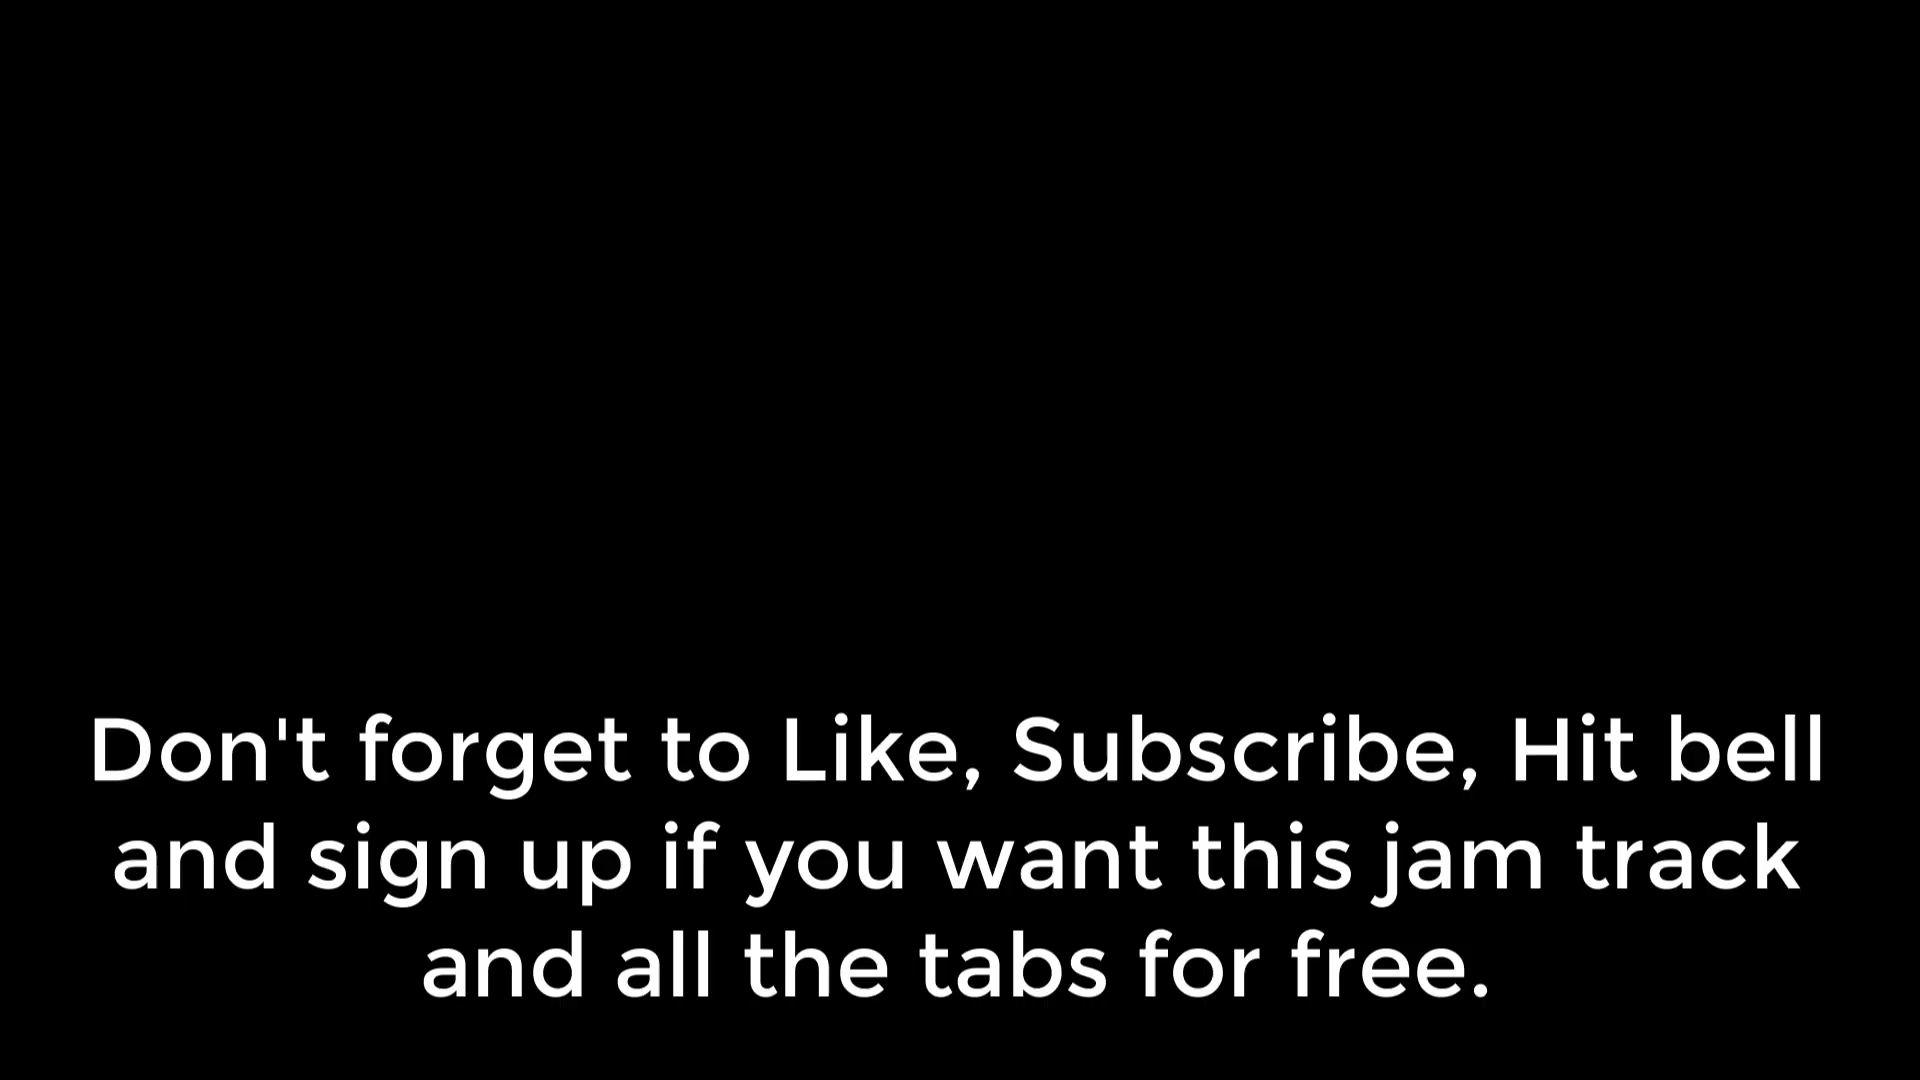 Don't forget to Like, Subscribe, Hit bell
and sign up if you want this jam track
and all the tabs for free.